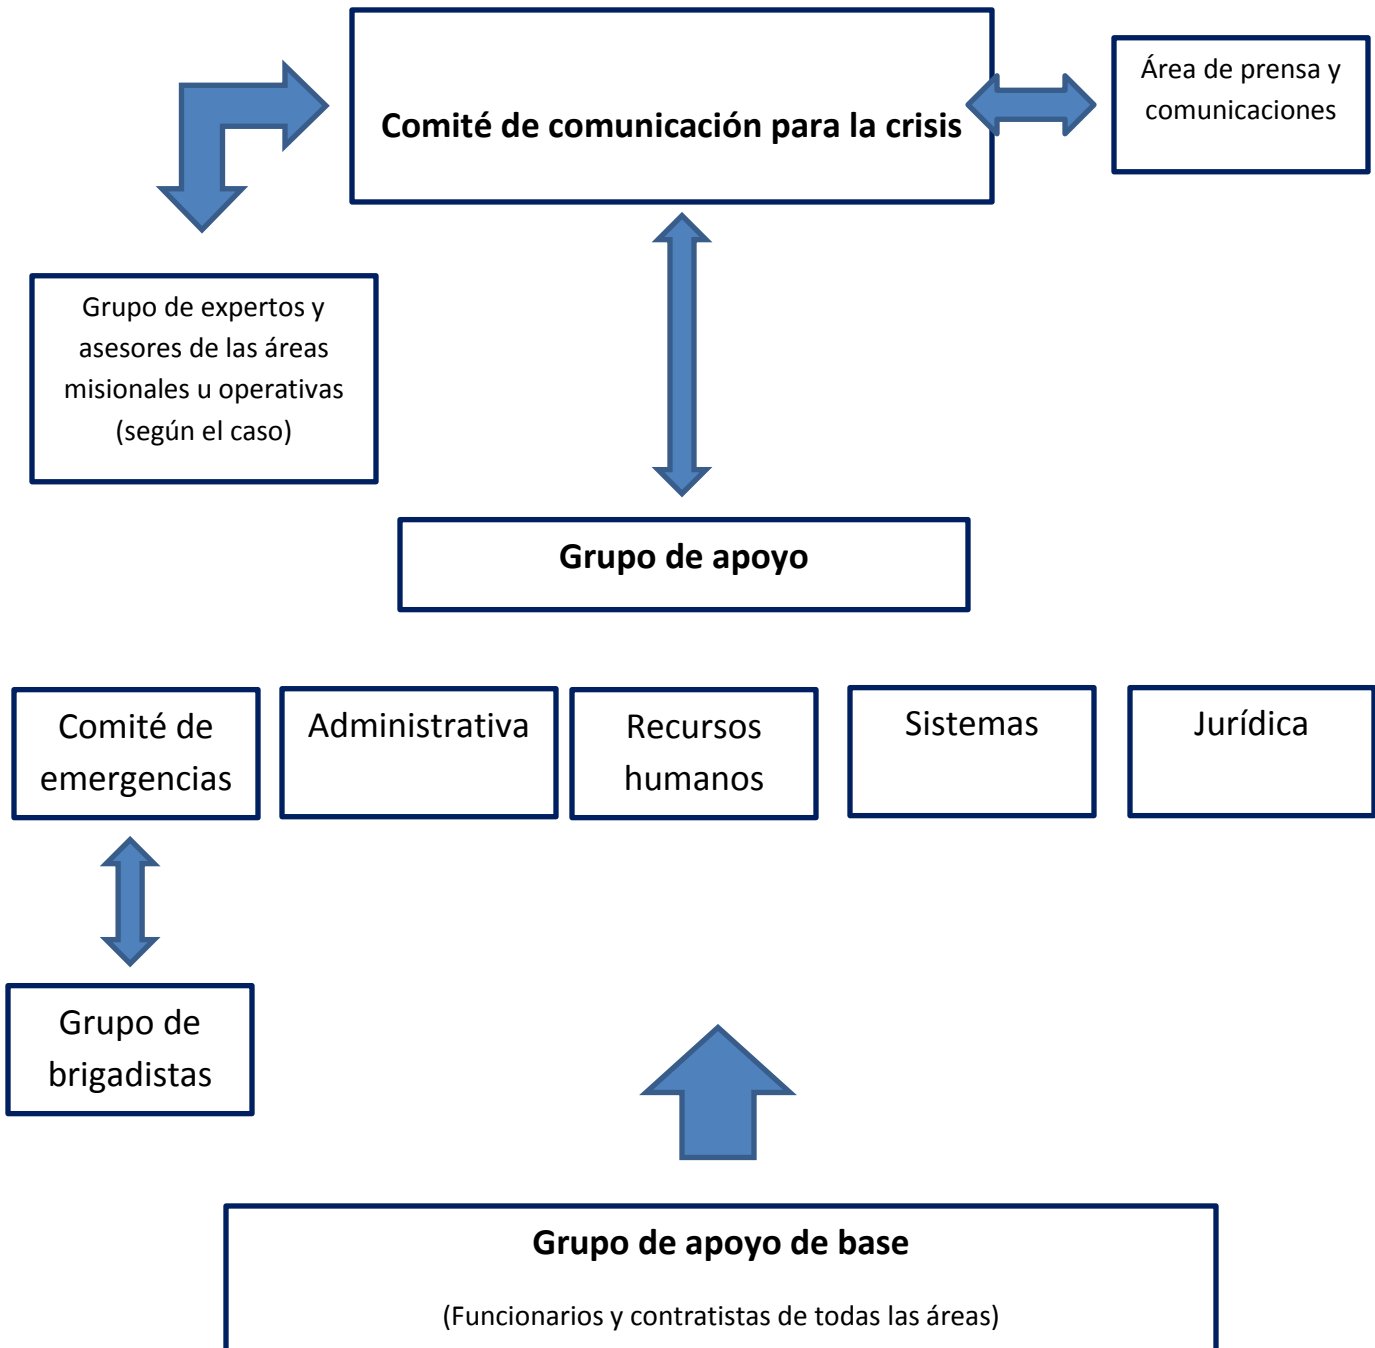 Comité de comunicación para la crisis
Área de prensa y
comunicaciones
Grupo de expertos y
asesores de las áreas
misionales u operativas
(según el caso)
Grupo de apoyo
Comité de
emergencias
Administrativa
Recursos
humanos
Sistemas
Jurídica
Grupo de
brigadistas
Grupo de apoyo de base
(Funcionarios y contratistas de todas las áreas)